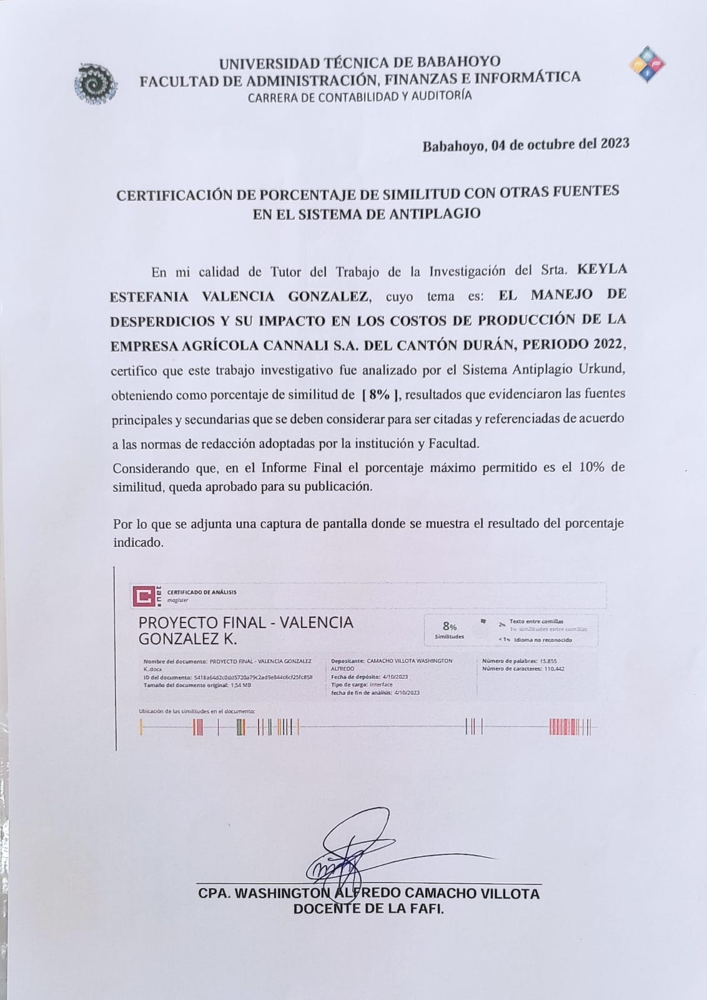 UNIVERSIDAD TÉCNICA DE BABAHOYO
FACULTAD DE ADMINISTRACIÓN, FINANZAS E INFORMÁTICA
CARRERA DE CONTABILIDAD Y AUDITORÍA
Babahoyo, 04 de octubre del 2023
CERTIFICACIÓN DE PORCENTAJE DE SIMILITUD CON OTRAS FUENTES
EN EL SISTEMA DE ANTIPLAGIO
En mi calidad de Tutor del Trabajo de la Investigación del Srta. KEYLA
ESTEFANIA VALENCIA GONZALEZ, cuyo tema es: EL MANEJO DE
DESPERDICIOS Y SU IMPACTO EN LOS COSTOS DE PRODUCCIÓN DE LA
EMPRESA AGRÍCOLA CANNALI S.A. DEL CANTÓN DURÁN, PERIODO 2022,
certifico que este trabajo investigativo fue analizado por el Sistema Antiplagio Urkund,
obteniendo como porcentaje de similitud de [ 8% ], resultados que evidenciaron las fuentes
principales y secundarias que se deben considerar para ser citadas y referenciadas de acuerdo
a las normas de redacción adoptadas por la institución y Facultad.
Considerando que, en el Informe Final el porcentaje máximo permitido es el 10% de
similitud, queda aprobado para su publicación.
Por lo que se adjunta una captura de pantalla donde se muestra el resultado del porcentaje
indicado.
CERTIFICADO DE ANÁLISIS
magister
PROYECTO FINAL - VALENCIA
GONZALEZ K.
8%
Similitudes
2% Texto entre comillas
1% similitudes entre comillas
< 1% Idioma no reconocido
Nombre del documento: PROYECTO FINAL - VALENCIA GONZALEZ
K.docx
ID del documento: 5418a64d2c0dd5720a79c2ad9e844c6cf25fc858
Tamaño del documento original: 1,54 MB
Depositante: CAMACHO VILLOTA WASHINGTON
ALFREDO
Fecha de depósito: 4/10/2023
Tipo de carga: interface
fecha de fin de análisis: 4/10/2023
Número de palabras: 15.855
Número de caracteres: 110.442
Ubicación de las similitudes en el documento:
CPA. WASHINGTON ALFREDO CAMACHO VILLOTA
DOCENTE DE LA FAFI.